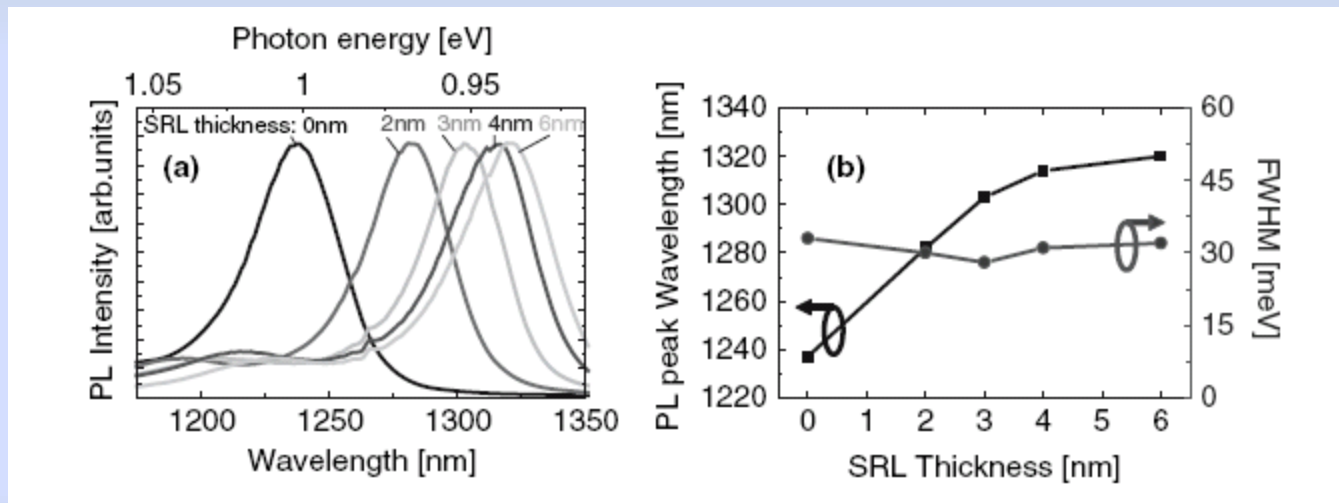 Photon energy [eV]
1.05 1 0.95
PL Intensity [arb.units]
SRL thickness: 0nm 2nm 3nm 4nm 6nm
(a)
1200 1250 1300 1350
Wavelength [nm]
PL peak Wavelength [nm]
1340
1320
1300
1280
1260
1240
1220
(b)
60
45
30
15
0
FWHM [meV]
0 1 2 3 4 5 6
SRL Thickness [nm]